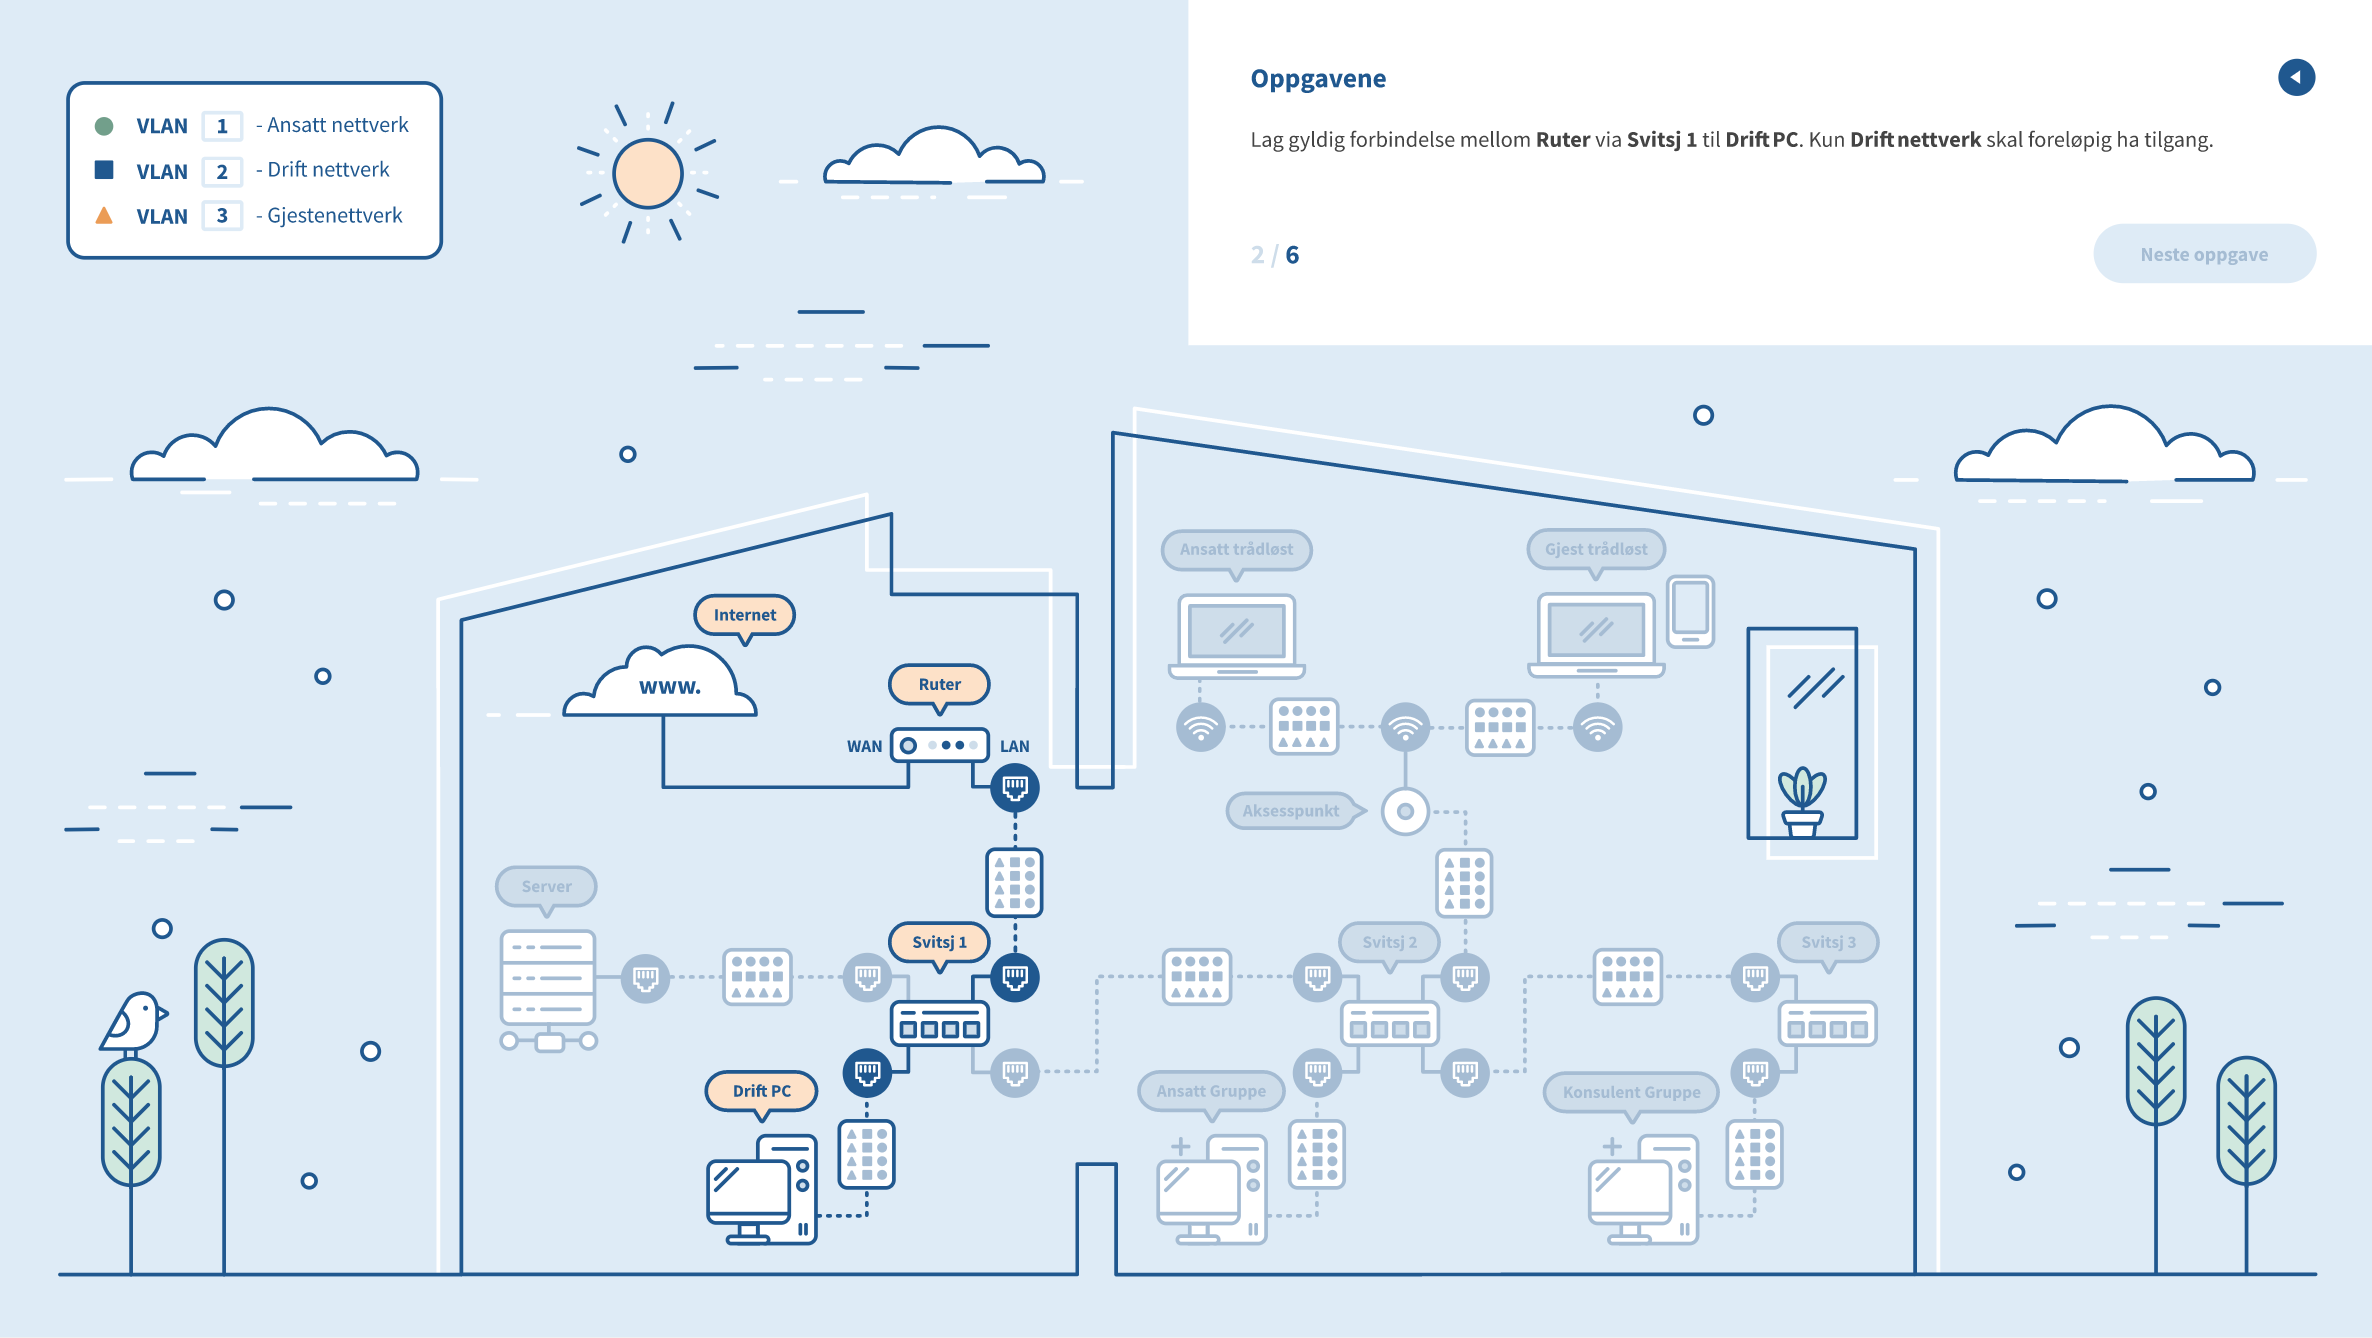 Oppgavene
Lag gyldig forbindelse mellom Ruter via Svitsj 1 til Drift PC. Kun Drift nettverk skal foreløpig ha tilgang.
2 / 6
Neste oppgave
VLAN 1 - Ansatt nettverk
VLAN 2 - Drift nettverk
VLAN 3 - Gjestenettverk
Ansatt trådløst
Gjest trådløst
Internet
www.
Ruter
WAN
LAN
Aksesspunkt
Server
Svitsj 1
Svitsj 2
Svitsj 3
Drift PC
Ansatt Gruppe
Konsulent Gruppe